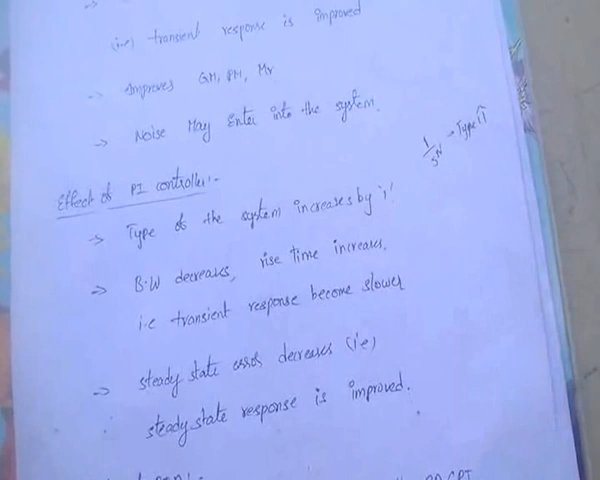 (i.e) transient response is improved
-> Improves GM, PM, Mr
-> Noise May Enter into the system.
1/S^N -> Type ↑
Effect of PI controller:-
-> Type of the system increases by '1'
=> B.W decreases, rise time increases,
i.e transient response become slower
=> steady state error decreases (i.e)
steady state response is improved.